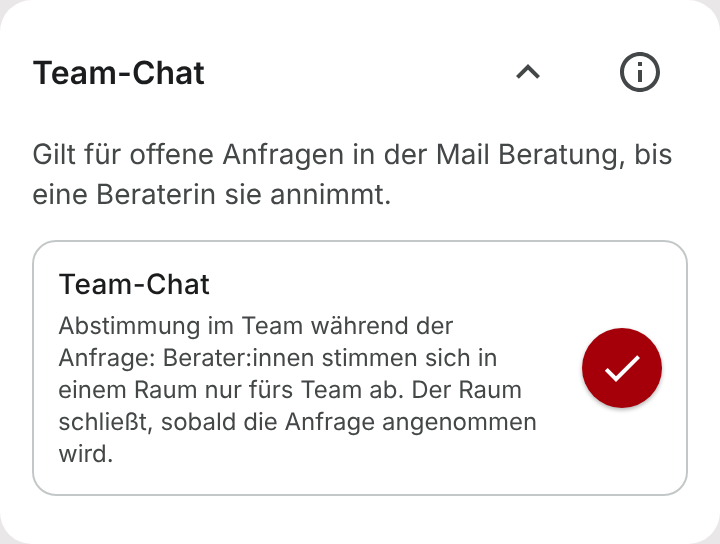 Team-Chat
Gilt für offene Anfragen in der Mail Beratung, bis
eine Beraterin sie annimmt.
Team-Chat
Abstimmung im Team während der
Anfrage: Berater:innen stimmen sich in
einem Raum nur fürs Team ab. Der Raum
schließt, sobald die Anfrage angenommen
wird.